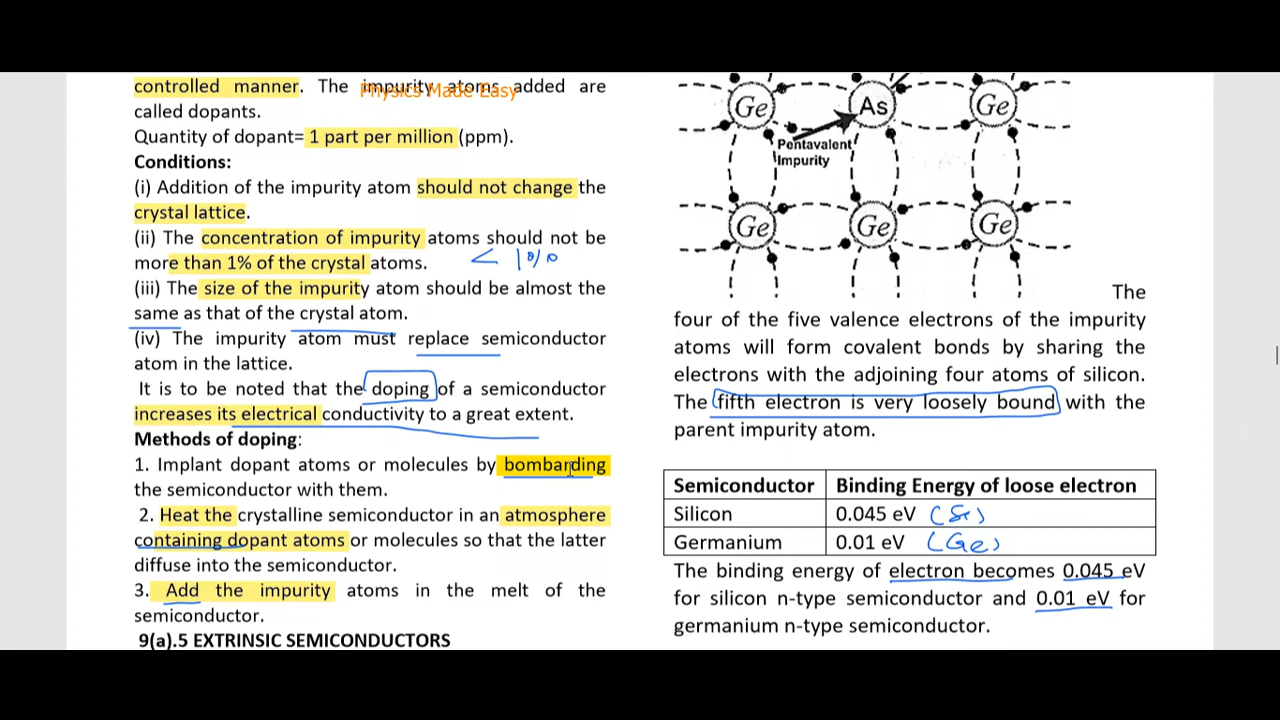 controlled manner. The impurity atoms added are
Physics Made Easy
called dopants.
Quantity of dopant= 1 part per million (ppm).
Conditions:
(i) Addition of the impurity atom should not change the
crystal lattice.
(ii) The concentration of impurity atoms should not be
more than 1% of the crystal atoms. < 1%
(iii) The size of the impurity atom should be almost the
same as that of the crystal atom.
(iv) The impurity atom must replace semiconductor
atom in the lattice.
It is to be noted that the doping of a semiconductor
increases its electrical conductivity to a great extent.
Methods of doping:
1. Implant dopant atoms or molecules by bombarding
the semiconductor with them.
2. Heat the crystalline semiconductor in an atmosphere
containing dopant atoms or molecules so that the latter
diffuse into the semiconductor.
3. Add the impurity atoms in the melt of the
semiconductor.
9(a).5 EXTRINSIC SEMICONDUCTORS
Ge As Ge
Pentavalent
Impurity
Ge Ge Ge
The
four of the five valence electrons of the impurity
atoms will form covalent bonds by sharing the
electrons with the adjoining four atoms of silicon.
The fifth electron is very loosely bound with the
parent impurity atom.
Semiconductor Binding Energy of loose electron
Silicon 0.045 eV (Si)
Germanium 0.01 eV (Ge)
The binding energy of electron becomes 0.045 eV
for silicon n-type semiconductor and 0.01 eV for
germanium n-type semiconductor.